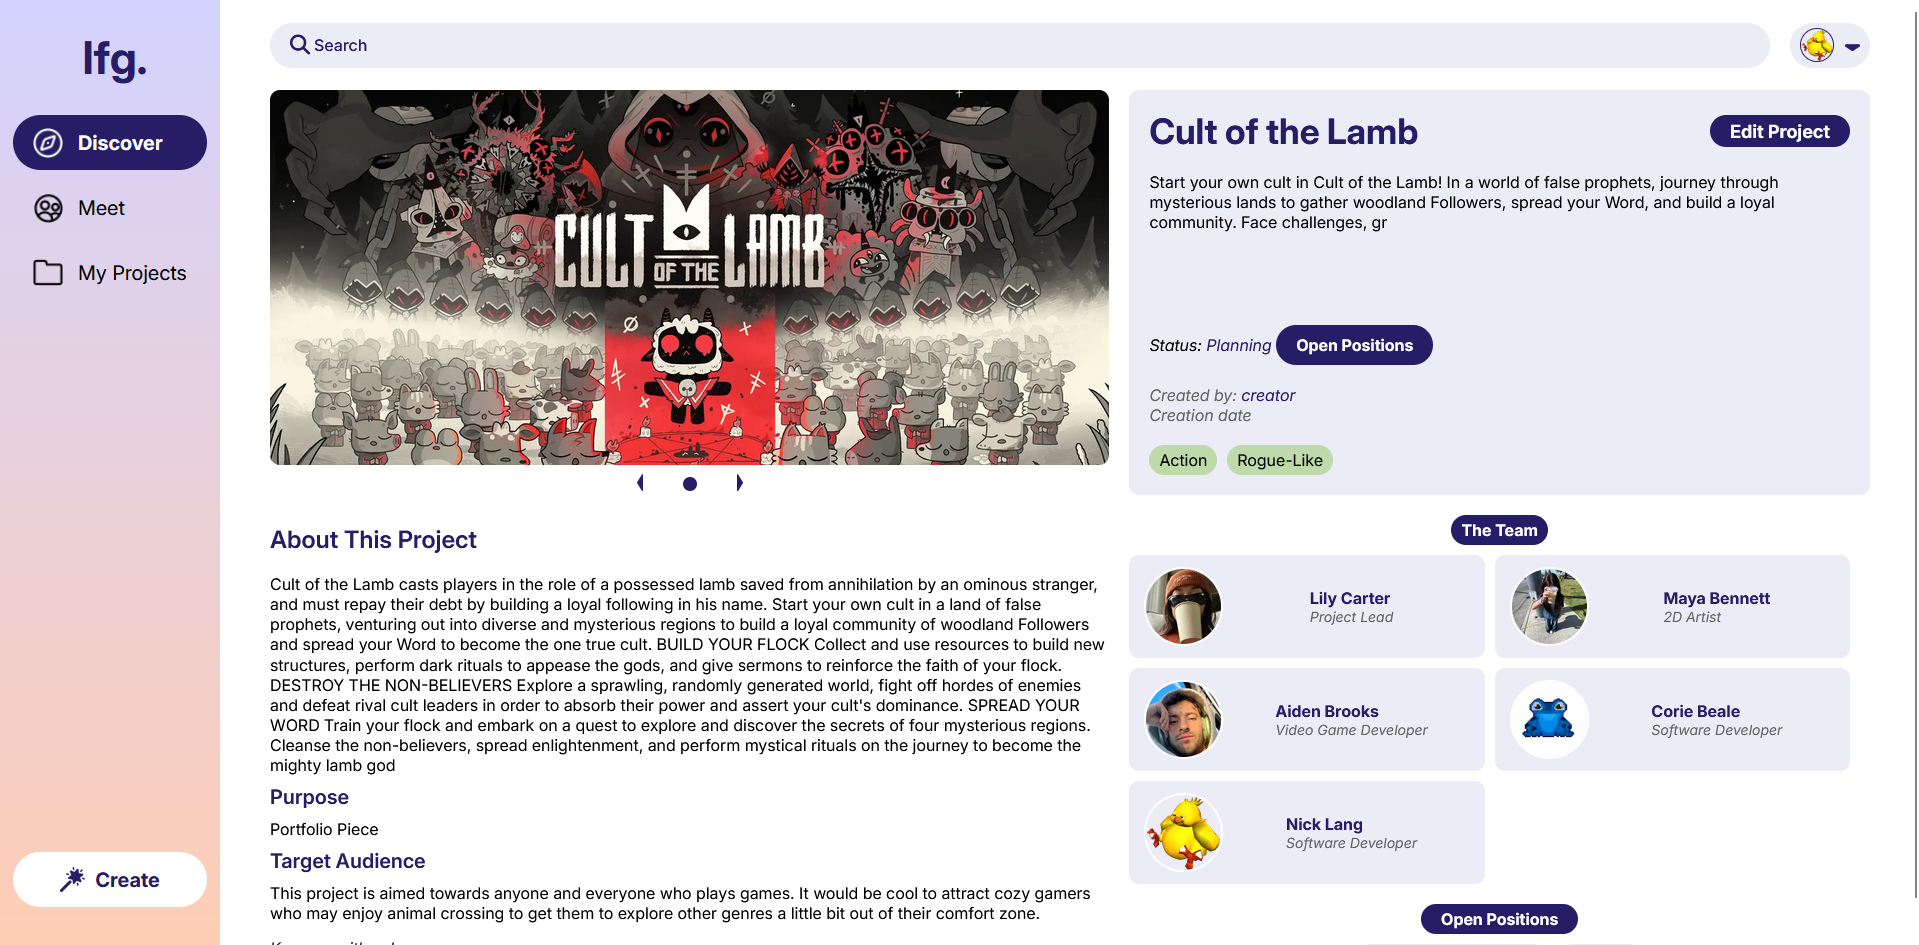 lfg.
Discover
Meet
My Projects
Create
Search
CULT OF THE LAMB
Cult of the Lamb
Edit Project
Start your own cult in Cult of the Lamb! In a world of false prophets, journey through
mysterious lands to gather woodland Followers, spread your Word, and build a loyal
community. Face challenges, gr
Status: Planning
Open Positions
Created by: creator
Creation date
Action
Rogue-Like
About This Project
Cult of the Lamb casts players in the role of a possessed lamb saved from annihilation by an ominous stranger,
and must repay their debt by building a loyal following in his name. Start your own cult in a land of false
prophets, venturing out into diverse and mysterious regions to build a loyal community of woodland Followers
and spread your Word to become the one true cult. BUILD YOUR FLOCK Collect and use resources to build new
structures, perform dark rituals to appease the gods, and give sermons to reinforce the faith of your flock.
DESTROY THE NON-BELIEVERS Explore a sprawling, randomly generated world, fight off hordes of enemies
and defeat rival cult leaders in order to absorb their power and assert your cult's dominance. SPREAD YOUR
WORD Train your flock and embark on a quest to explore and discover the secrets of four mysterious regions.
Cleanse the non-believers, spread enlightenment, and perform mystical rituals on the journey to become the
mighty lamb god
Purpose
Portfolio Piece
Target Audience
This project is aimed towards anyone and everyone who plays games. It would be cool to attract cozy gamers
who may enjoy animal crossing to get them to explore other genres a little bit out of their comfort zone.
The Team
Lily Carter
Project Lead
Maya Bennett
2D Artist
Aiden Brooks
Video Game Developer
Corie Beale
Software Developer
Nick Lang
Software Developer
Open Positions